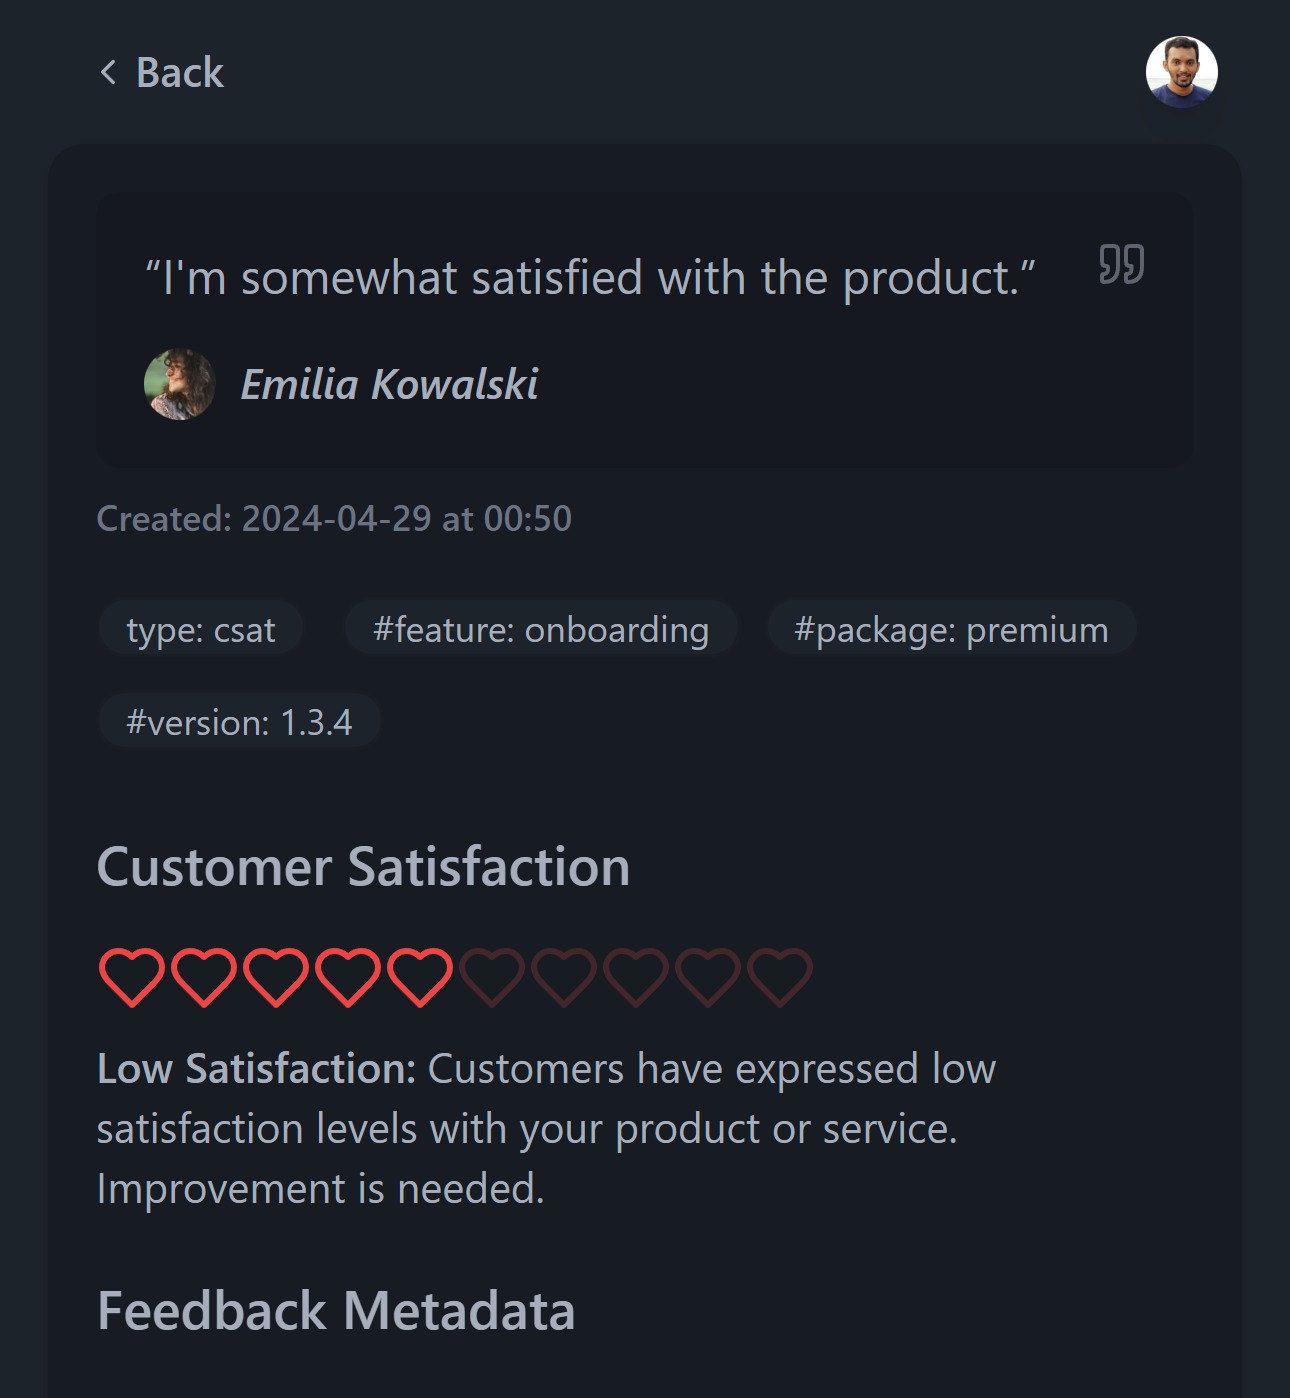 Back
“I'm somewhat satisfied with the product.”
Emilia Kowalski
Created: 2024-04-29 at 00:50
type: csat #feature: onboarding #package: premium
#version: 1.3.4
Customer Satisfaction
Low Satisfaction: Customers have expressed low
satisfaction levels with your product or service.
Improvement is needed.
Feedback Metadata